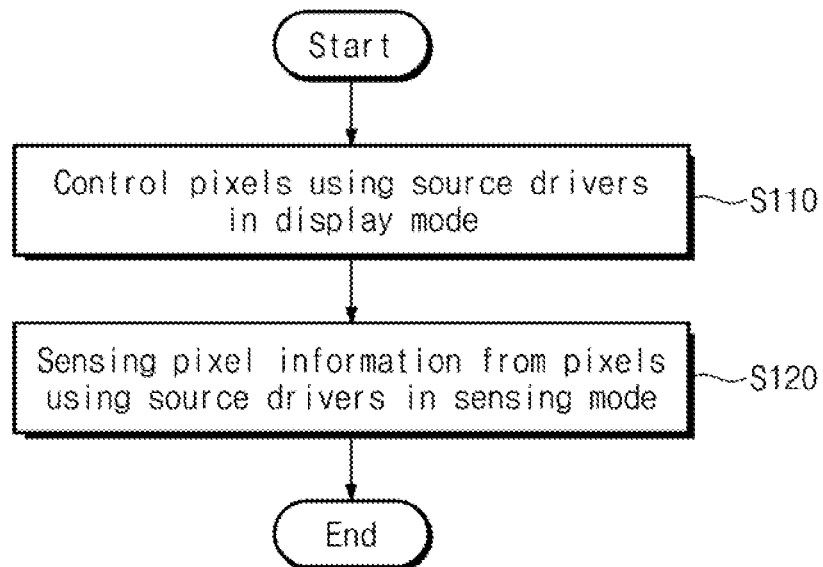 Start
Control pixels using source drivers
in display mode
S110
Sensing pixel information from pixels
using source drivers in sensing mode
S120
End